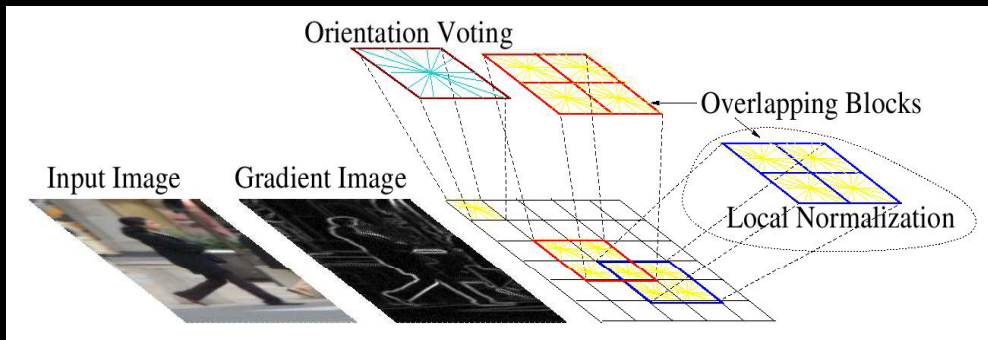 Orientation Voting
Overlapping Blocks
Input Image
Gradient Image
Local Normalization